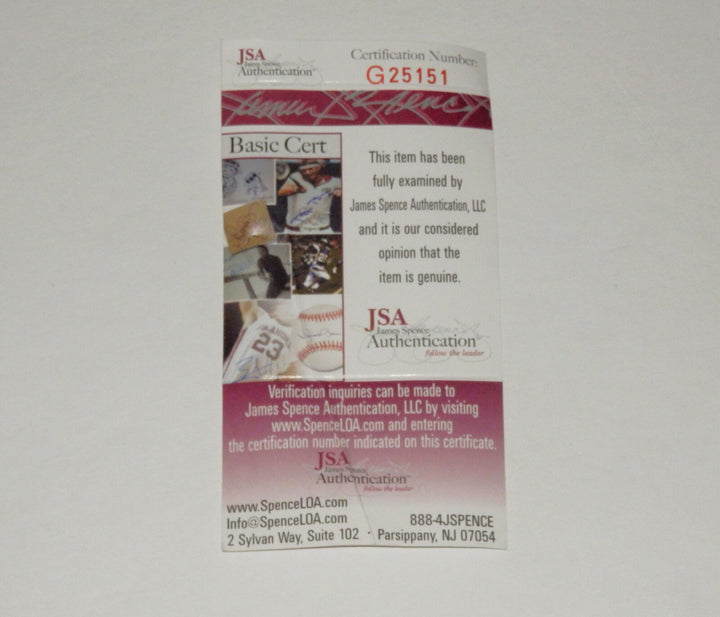 JSA
James Spence
Authentication
Certification Number:
G25151
James Spence
Basic Cert
This item has been
fully examined by
James Spence Authentication, LLC
and it is our considered
opinion that the
item is genuine.
23
JSA
James Spence
Authentication
follow the leader
Verification inquiries can be made to
James Spence Authentication, LLC by visiting
www.SpenceLOA.com and entering
the certification number indicated on this certificate.
JSA
James Spence
Authentication
follow the leader
www.SpenceLOA.com
Info@SpenceLOA.com
888-4JSPENCE
2 Sylvan Way, Suite 102 · Parsippany, NJ 07054